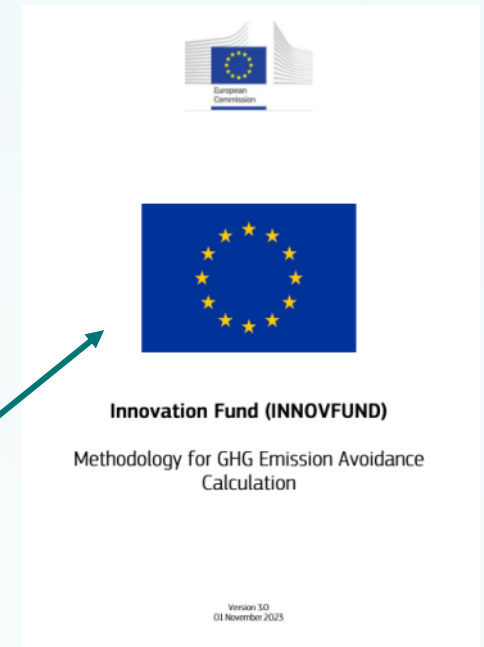 European
Commission
Innovation Fund (INNOVFUND)
Methodology for GHG Emission Avoidance
Calculation
Version 3.0
01 November 2023